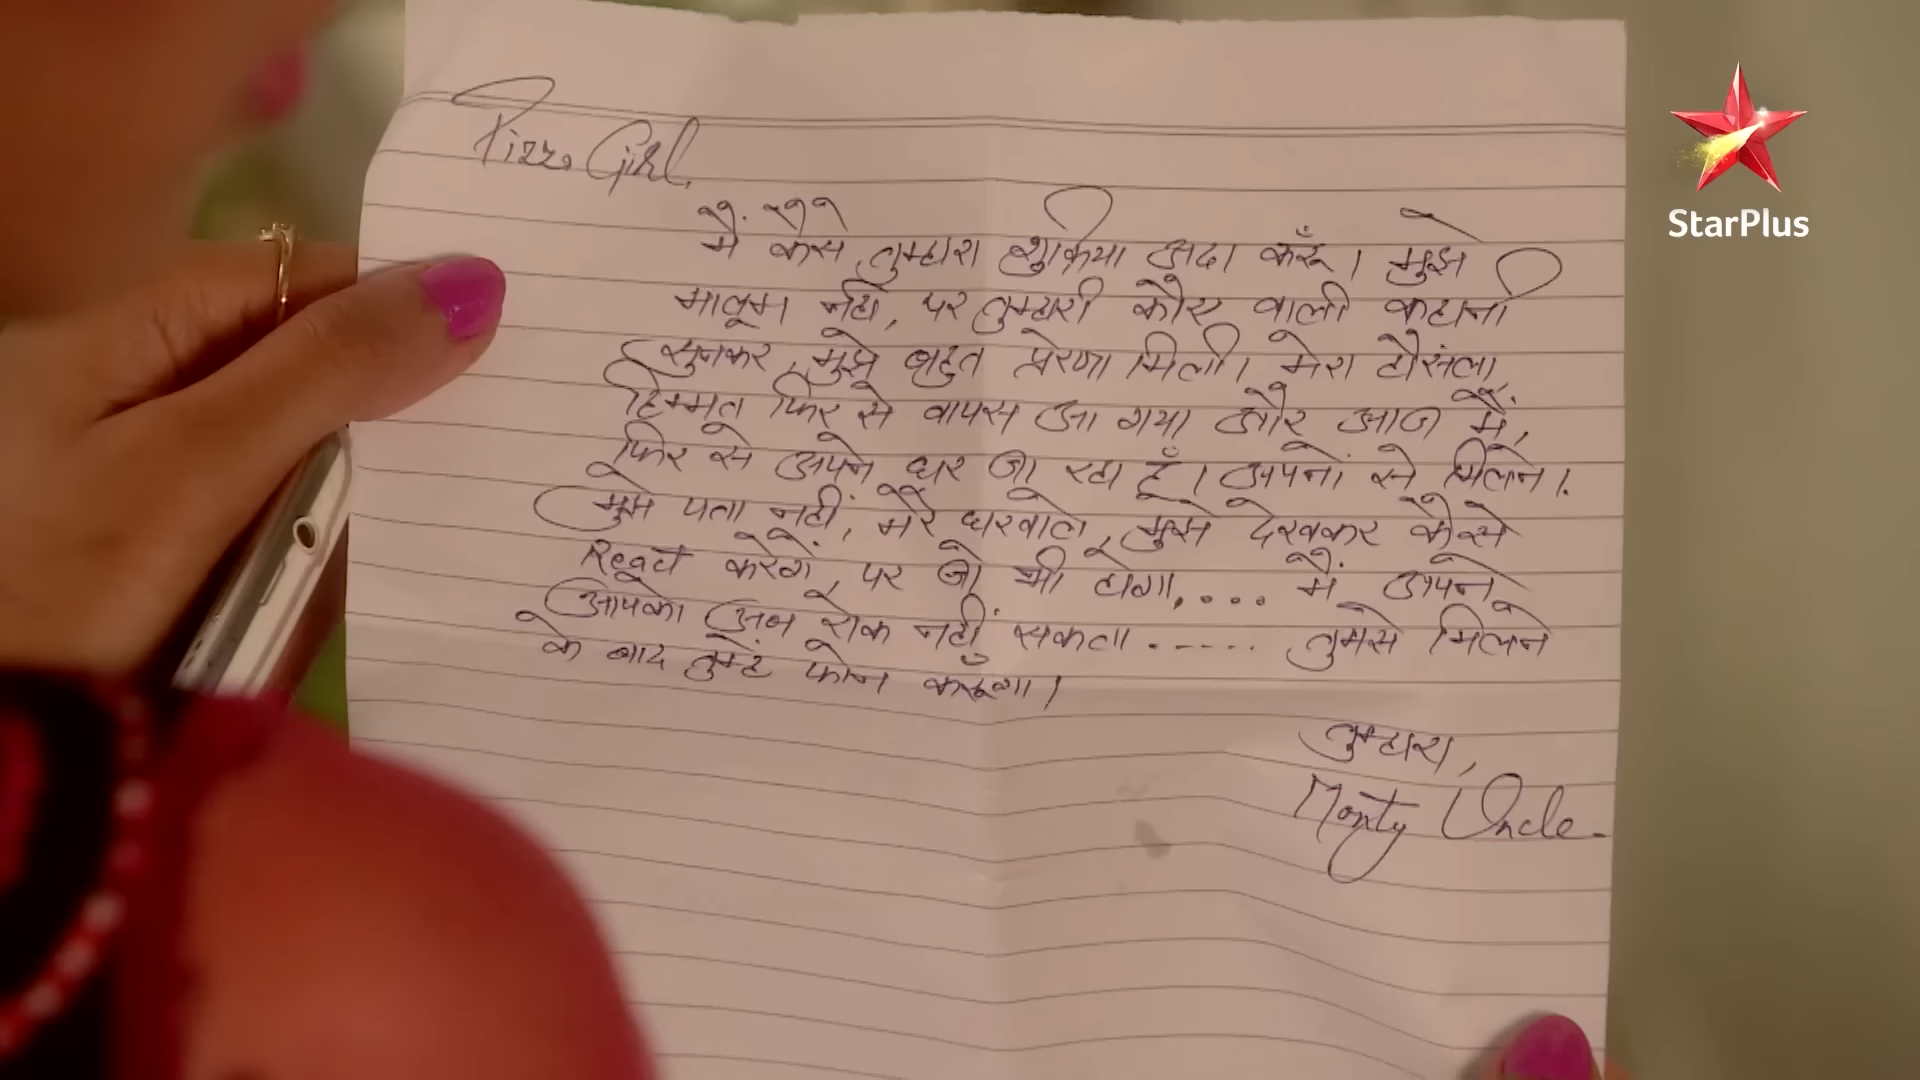 Pizza Girl,
मैं कैसे तुम्हारा शुक्रिया अदा करूँ। मुझे
मालूम नहीं, पर तुम्हारी कौए वाली कहानी
सुनकर, मुझे बहुत प्रेरणा मिली। मेरा हौसला,
हिम्मत फिर से वापस आ गया और आज मैं,
फिर से अपने घर जा रहा हूँ। अपनों से मिलने।
मुझे पता नहीं, मेरे घरवाले, मुझे देखकर कैसे
React करेंगे, पर जो भी होगा,.... मैं अपने
आपको अब रोक नहीं सकता...... तुमसे मिलने
के बाद तुम्हें फोन करूँगा।
तुम्हारा,
Monty Uncle.
StarPlus